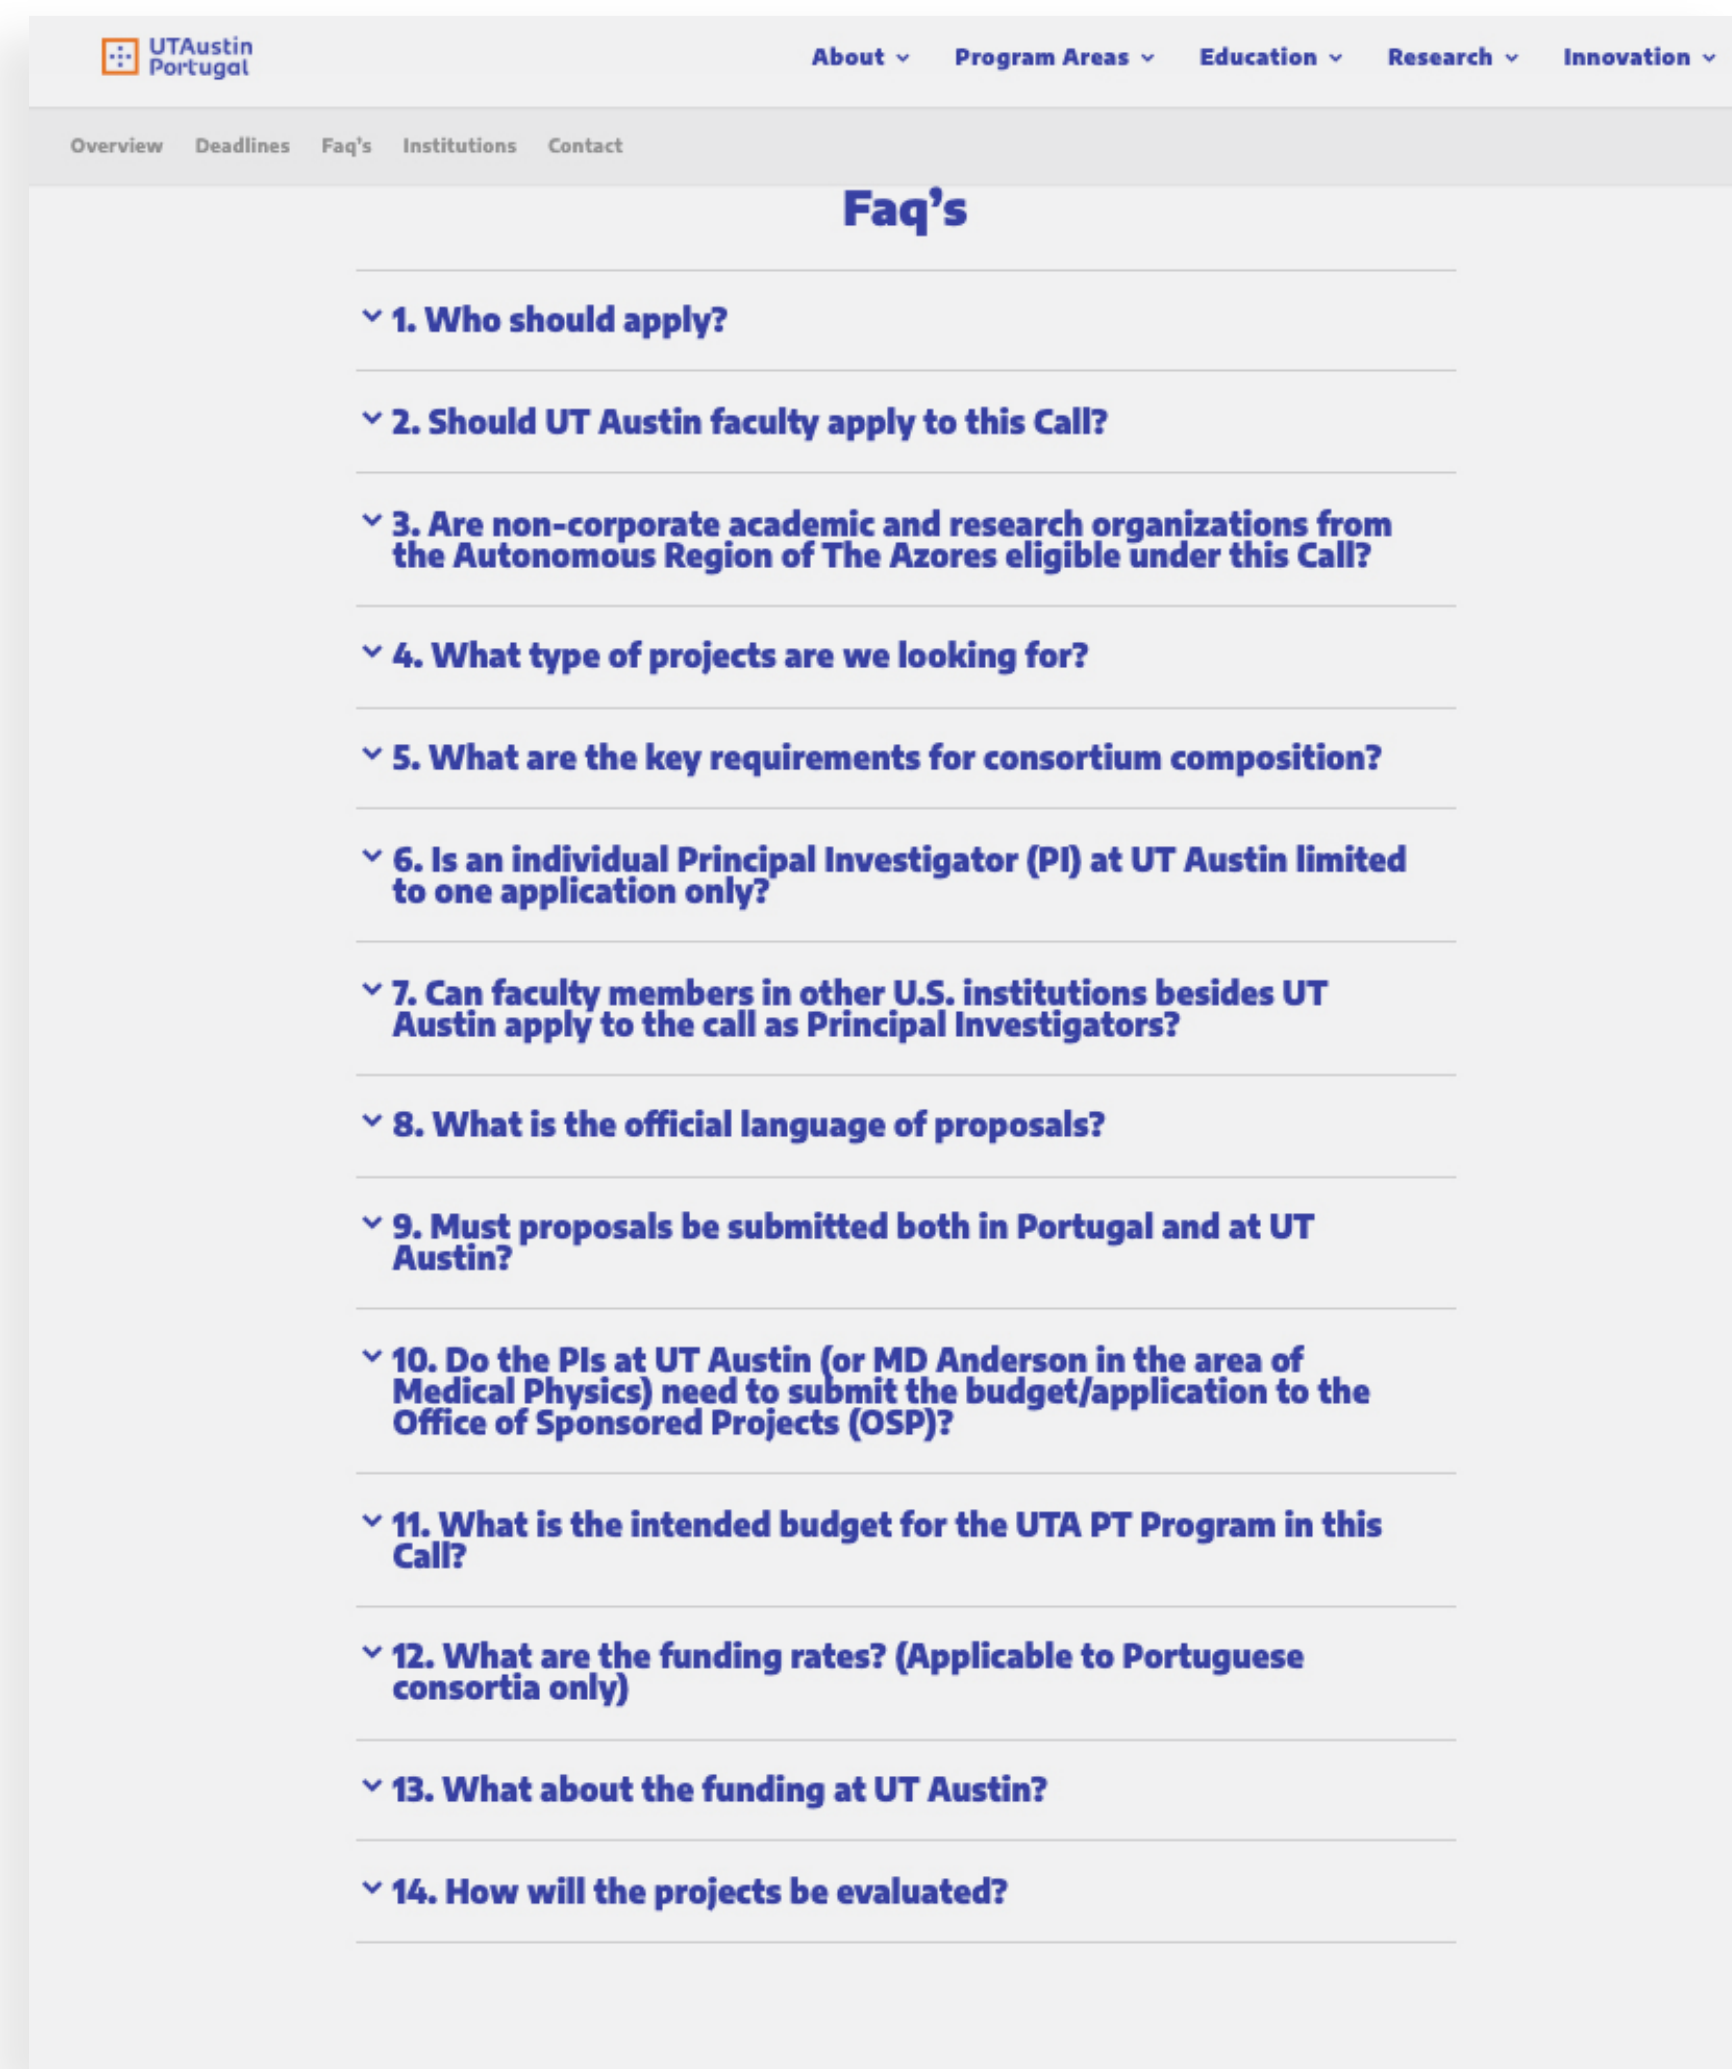 UTAustin
Portugal
About Program Areas Education Research Innovation
Overview Deadlines Faq's Institutions Contact
Faq’s
1. Who should apply?
2. Should UT Austin faculty apply to this Call?
3. Are non-corporate academic and research organizations from
the Autonomous Region of The Azores eligible under this Call?
4. What type of projects are we looking for?
5. What are the key requirements for consortium composition?
6. Is an individual Principal Investigator (PI) at UT Austin limited
to one application only?
7. Can faculty members in other U.S. institutions besides UT
Austin apply to the call as Principal Investigators?
8. What is the official language of proposals?
9. Must proposals be submitted both in Portugal and at UT
Austin?
10. Do the PIs at UT Austin (or MD Anderson in the area of
Medical Physics) need to submit the budget/application to the
Office of Sponsored Projects (OSP)?
11. What is the intended budget for the UTA PT Program in this
Call?
12. What are the funding rates? (Applicable to Portuguese
consortia only)
13. What about the funding at UT Austin?
14. How will the projects be evaluated?